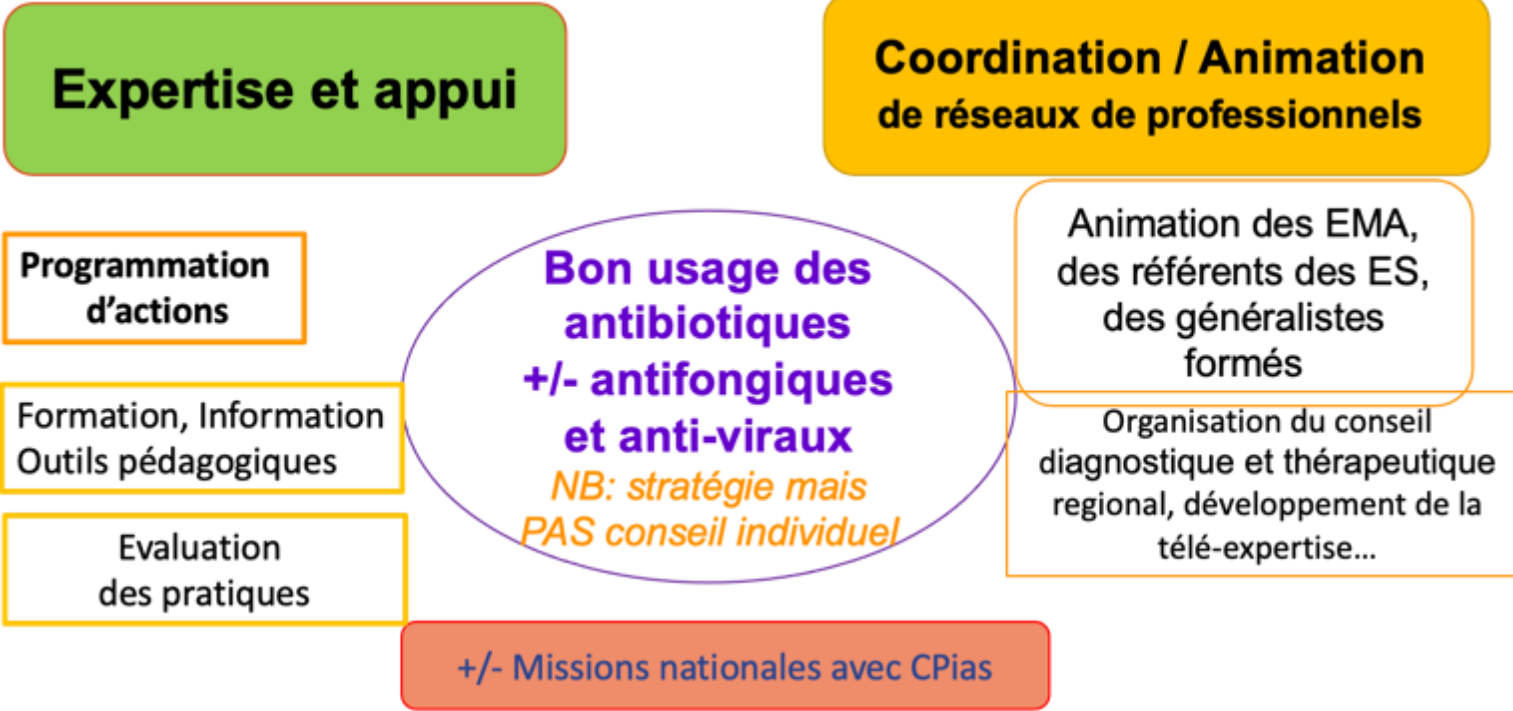 Expertise et appui
Coordination / Animation
de réseaux de professionnels
Programmation
d'actions
Formation, Information
Outils pédagogiques
Evaluation
des pratiques
Bon usage des
antibiotiques
+/- antifongiques
et anti-viraux
NB: stratégie mais
PAS conseil individuel
Animation des EMA,
des référents des ES,
des généralistes
formés
Organisation du conseil
diagnostique et thérapeutique
regional, développement de la
télé-expertise...
+/- Missions nationales avec CPias